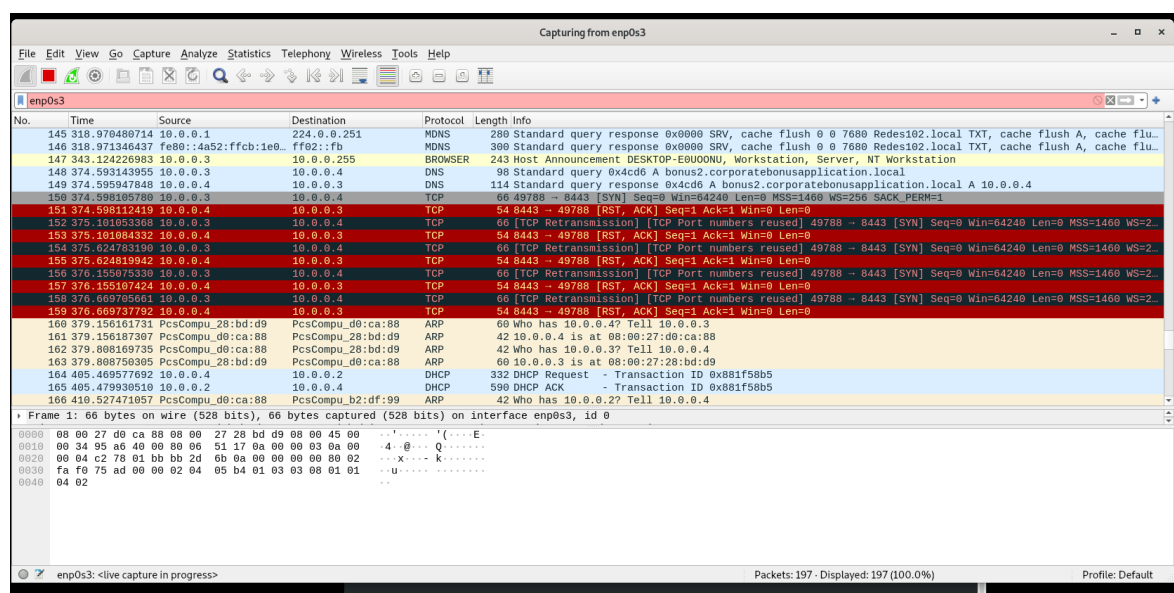 Capturing from enp0s3
File Edit View Go Capture Analyze Statistics Telephony Wireless Tools Help
enp0s3
No. Time Source Destination Protocol Length Info
145 318.970480714 10.0.0.1 224.0.0.251 MDNS 280 Standard query response 0x0000 SRV, cache flush 0 0 7680 Redes102.local TXT, cache flush A, cache flu…
146 318.971346437 fe80::4a52:ffcb:1e0… ff02::fb MDNS 300 Standard query response 0x0000 SRV, cache flush 0 0 7680 Redes102.local TXT, cache flush A, cache flu…
147 343.124226983 10.0.0.3 10.0.0.255 BROWSER 243 Host Announcement DESKTOP-E0UOONU, Workstation, Server, NT Workstation
148 374.593143955 10.0.0.3 10.0.0.4 DNS 98 Standard query 0x4cd6 A bonus2.corporatebonusapplication.local
149 374.595947848 10.0.0.4 10.0.0.3 DNS 114 Standard query response 0x4cd6 A bonus2.corporatebonusapplication.local A 10.0.0.4
150 374.598105780 10.0.0.3 10.0.0.4 TCP 66 49788 → 8443 [SYN] Seq=0 Win=64240 Len=0 MSS=1460 WS=256 SACK_PERM=1
151 374.598112419 10.0.0.4 10.0.0.3 TCP 54 8443 → 49788 [RST, ACK] Seq=1 Ack=1 Win=0 Len=0
152 375.101053368 10.0.0.3 10.0.0.4 TCP 66 [TCP Retransmission] [TCP Port numbers reused] 49788 → 8443 [SYN] Seq=0 Win=64240 Len=0 MSS=1460 WS=2…
153 375.101084332 10.0.0.4 10.0.0.3 TCP 54 8443 → 49788 [RST, ACK] Seq=1 Ack=1 Win=0 Len=0
154 375.624783190 10.0.0.3 10.0.0.4 TCP 66 [TCP Retransmission] [TCP Port numbers reused] 49788 → 8443 [SYN] Seq=0 Win=64240 Len=0 MSS=1460 WS=2…
155 375.624819942 10.0.0.4 10.0.0.3 TCP 54 8443 → 49788 [RST, ACK] Seq=1 Ack=1 Win=0 Len=0
156 376.155075330 10.0.0.3 10.0.0.4 TCP 66 [TCP Retransmission] [TCP Port numbers reused] 49788 → 8443 [SYN] Seq=0 Win=64240 Len=0 MSS=1460 WS=2…
157 376.155107424 10.0.0.4 10.0.0.3 TCP 54 8443 → 49788 [RST, ACK] Seq=1 Ack=1 Win=0 Len=0
158 376.669705661 10.0.0.3 10.0.0.4 TCP 66 [TCP Retransmission] [TCP Port numbers reused] 49788 → 8443 [SYN] Seq=0 Win=64240 Len=0 MSS=1460 WS=2…
159 376.669737792 10.0.0.4 10.0.0.3 TCP 54 8443 → 49788 [RST, ACK] Seq=1 Ack=1 Win=0 Len=0
160 379.156161731 PcsCompu_28:bd:d9 PcsCompu_d0:ca:88 ARP 60 Who has 10.0.0.4? Tell 10.0.0.3
161 379.156187307 PcsCompu_d0:ca:88 PcsCompu_28:bd:d9 ARP 42 10.0.0.4 is at 08:00:27:d0:ca:88
162 379.808169735 PcsCompu_d0:ca:88 PcsCompu_28:bd:d9 ARP 42 Who has 10.0.0.3? Tell 10.0.0.4
163 379.808750305 PcsCompu_28:bd:d9 PcsCompu_d0:ca:88 ARP 60 10.0.0.3 is at 08:00:27:28:bd:d9
164 405.469577692 10.0.0.4 10.0.0.2 DHCP 332 DHCP Request - Transaction ID 0x881f58b5
165 405.479930510 10.0.0.2 10.0.0.4 DHCP 590 DHCP ACK - Transaction ID 0x881f58b5
166 410.527471057 PcsCompu_d0:ca:88 PcsCompu_b2:df:99 ARP 42 Who has 10.0.0.2? Tell 10.0.0.4
Frame 1: 66 bytes on wire (528 bits), 66 bytes captured (528 bits) on interface enp0s3, id 0
0000 08 00 27 d0 ca 88 08 00 27 28 bd d9 08 00 45 00 ··'····· '(····E·
0010 00 34 95 a6 40 00 80 06 51 17 0a 00 00 03 0a 00 ·4··@··· Q·······
0020 00 04 c2 78 01 bb bb 2d 6b 0a 00 00 00 00 80 02 ···x···- k·······
0030 fa f0 75 ad 00 00 02 04 05 b4 01 03 03 08 01 01 ··u····· ········
0040 04 02 ··
enp0s3: <live capture in progress> Packets: 197 · Displayed: 197 (100.0%) Profile: Default